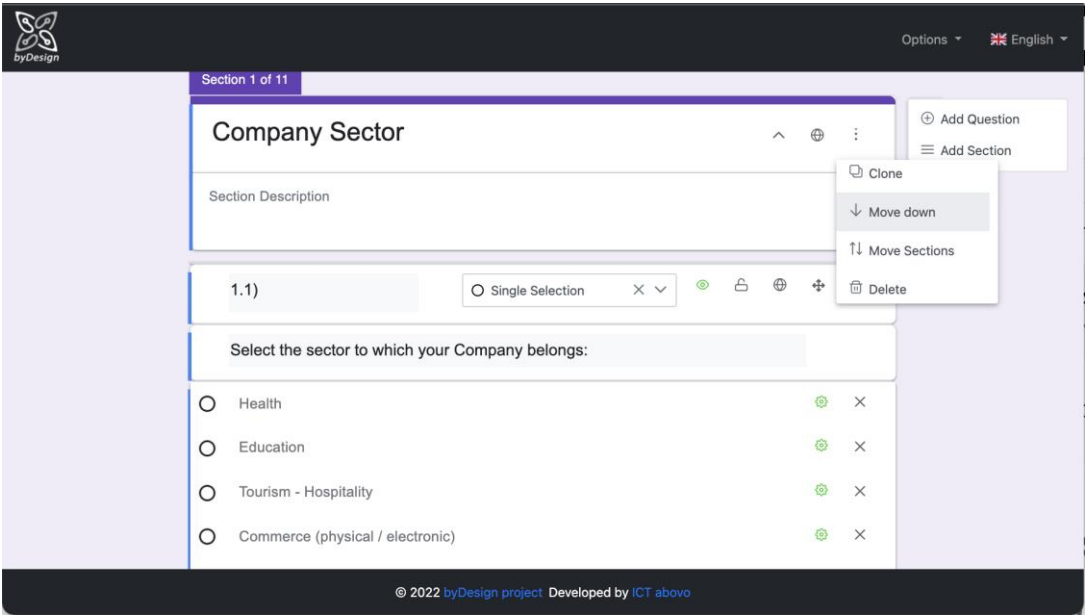 byDesign
Options
English
Section 1 of 11
Company Sector
Add Question
Add Section
Clone
Section Description
Move down
Move Sections
Delete
1.1)
Single Selection
Select the sector to which your Company belongs:
Health
Education
Tourism - Hospitality
Commerce (physical / electronic)
© 2022 byDesign project Developed by ICT abovo